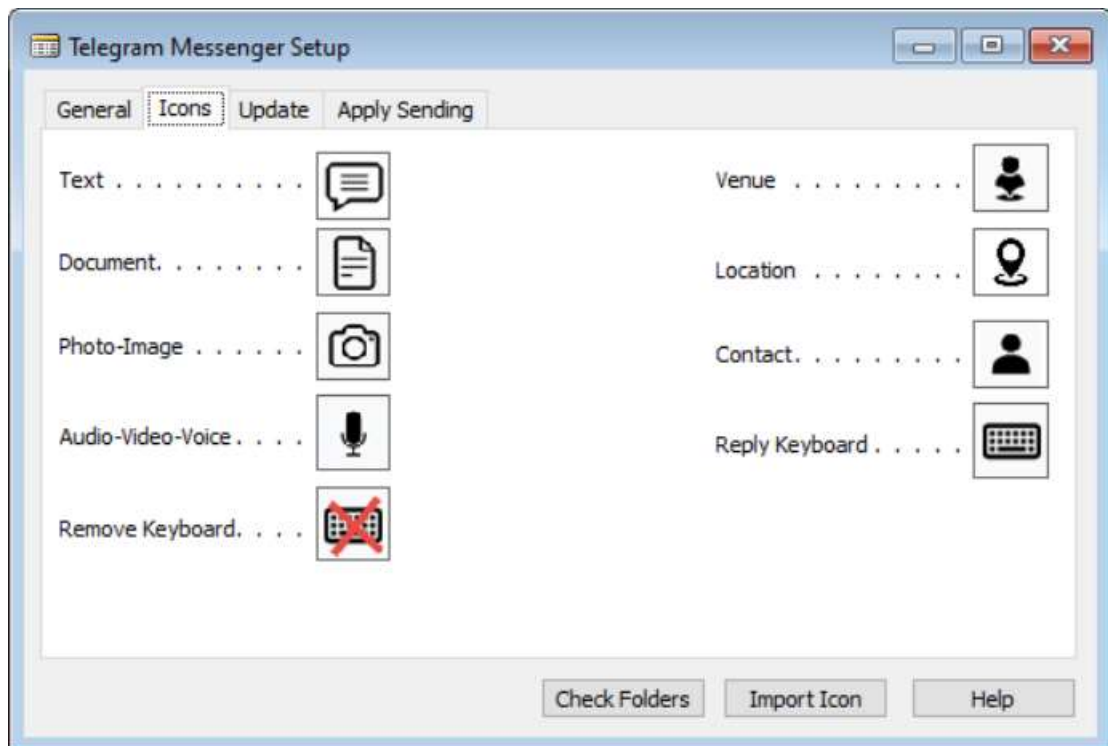 Telegram Messenger Setup
General Icons Update Apply Sending
Text . . . . . . . . . .
Venue . . . . . . . . .
Document. . . . . . . .
Location . . . . . . . .
Photo-Image . . . . . .
Contact. . . . . . . . .
Audio-Video-Voice . . . .
Reply Keyboard . . . . .
Remove Keyboard. . . .
Check Folders Import Icon Help